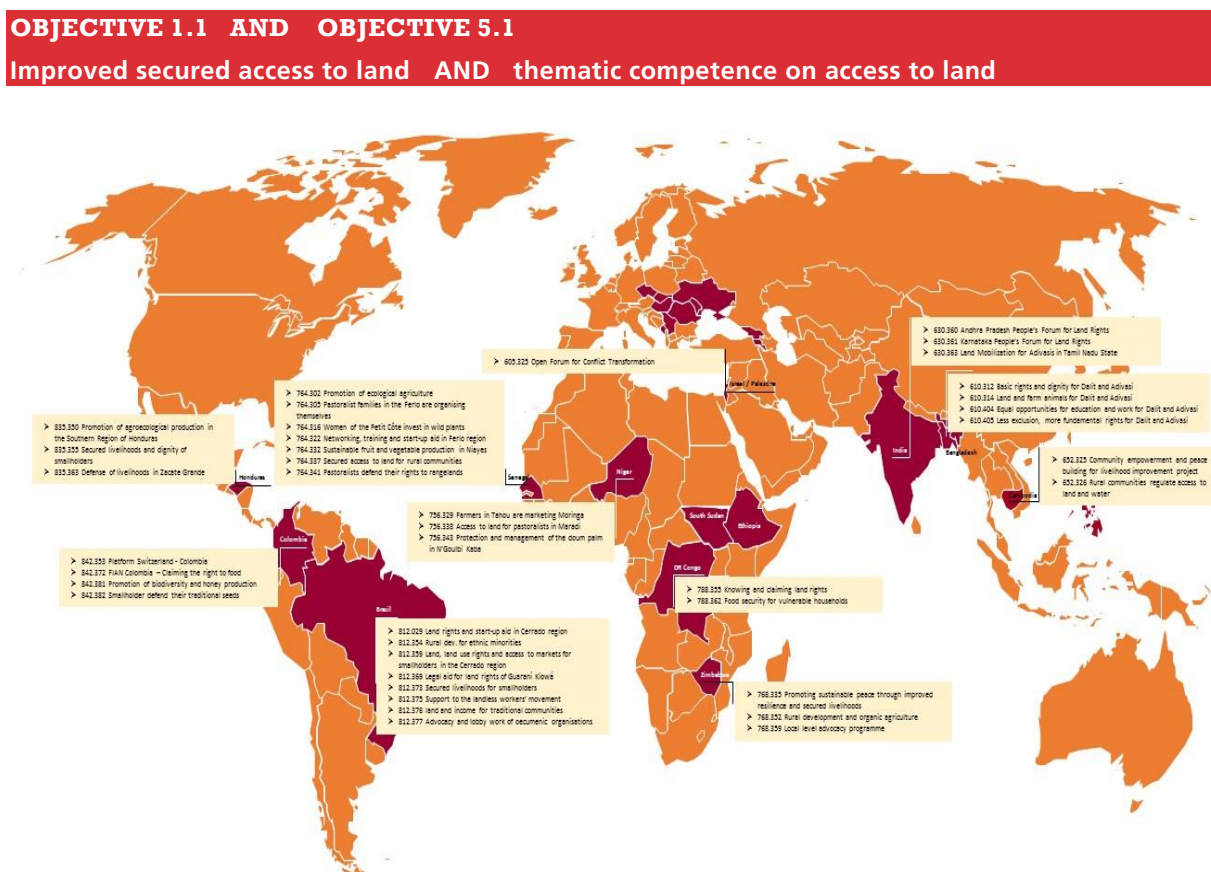 OBJECTIVE 1.1 AND OBJECTIVE 5.1
Improved secured access to land AND thematic competence on access to land
➢ 605.325 Open Forum for Conflict Transformation
Israel / Palestine
➢ 630.360 Andhra Pradesh People's Forum for Land Rights
➢ 630.361 Karnataka People's Forum for Land Rights
➢ 630.363 Land Mobilization for Adivasis in Tamil Nadu State
India
➢ 610.312 Basic rights and dignity for Dalit and Adivasi
➢ 610.314 Land and farm animals for Dalit and Adivasi
➢ 610.404 Equal opportunities for education and work for Dalit and Adivasi
➢ 610.405 Less exclusion, more fundamental rights for Dalit and Adivasi
Bangladesh
➢ 652.325 Community empowerment and peace
building for livelihood improvement project
➢ 652.326 Rural communities regulate access to
land and water
Cambodia
➢ 764.302 Promotion of ecological agriculture
➢ 764.305 Pastoralist families in the Ferlo are organising
themselves
➢ 764.316 Women of the Petit Côte invest in wild plants
➢ 764.322 Networking, training and start-up aid in Ferlo region
➢ 764.332 Sustainable fruit and vegetable production in Niayes
➢ 764.337 Secured access to land for rural communities
➢ 764.341 Pastoralists defend their rights to rangelands
Senegal
➢ 835.350 Promotion of agroecological production in
the Southern Region of Honduras
➢ 835.355 Secured livelihoods and dignity of
smallholders
➢ 835.363 Defense of livelihoods in Zacate Grande
Honduras
Niger
➢ 756.329 Farmers in Tahou are marketing Moringa
➢ 756.338 Access to land for pastoralists in Maradi
➢ 756.343 Protection and management of the doum palm
in N'Goulbi Kaba
South Sudan
Ethiopia
Colombia
➢ 842.353 Platform Switzerland - Colombia
➢ 842.372 FIAN Colombia – Claiming the right to food
➢ 842.381 Promotion of biodiversity and honey production
➢ 842.382 Smallholder defend their traditional seeds
DR Congo
➢ 788.355 Knowing and claiming land rights
➢ 788.362 Food security for vulnerable households
Brasil
➢ 812.029 Land rights and start-up aid in Cerrado region
➢ 812.354 Rural dev. for ethnic minorities
➢ 812.359 Land, land use rights and access to markets for
smallholders in the Cerrado region
➢ 812.369 Legal aid for land rights of Guarani Kiowá
➢ 812.373 Secured livelihoods for smallholders
➢ 812.375 Support to the landless workers' movement
➢ 812.376 land and income for traditional communities
➢ 812.377 Advocacy and lobby work of oecumenic organisations
Zimbabwe
➢ 768.335 Promoting sustainable peace through improved
resilience and secured livelihoods
➢ 768.352 Rural development and organic agriculture
➢ 768.359 Local level advocacy programme